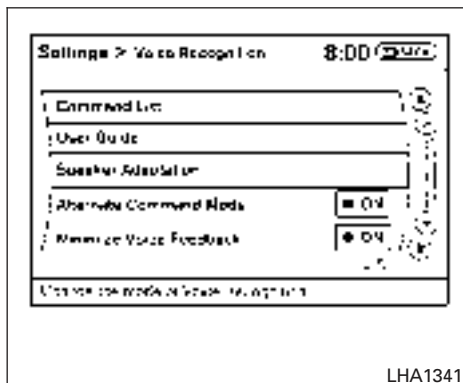 Settings > Voice Recognition 8:00
Command List
User Guide
Speaker Adaptation
Alternate Command Mode ON
Minimize Voice Feedback ON
LHA1341